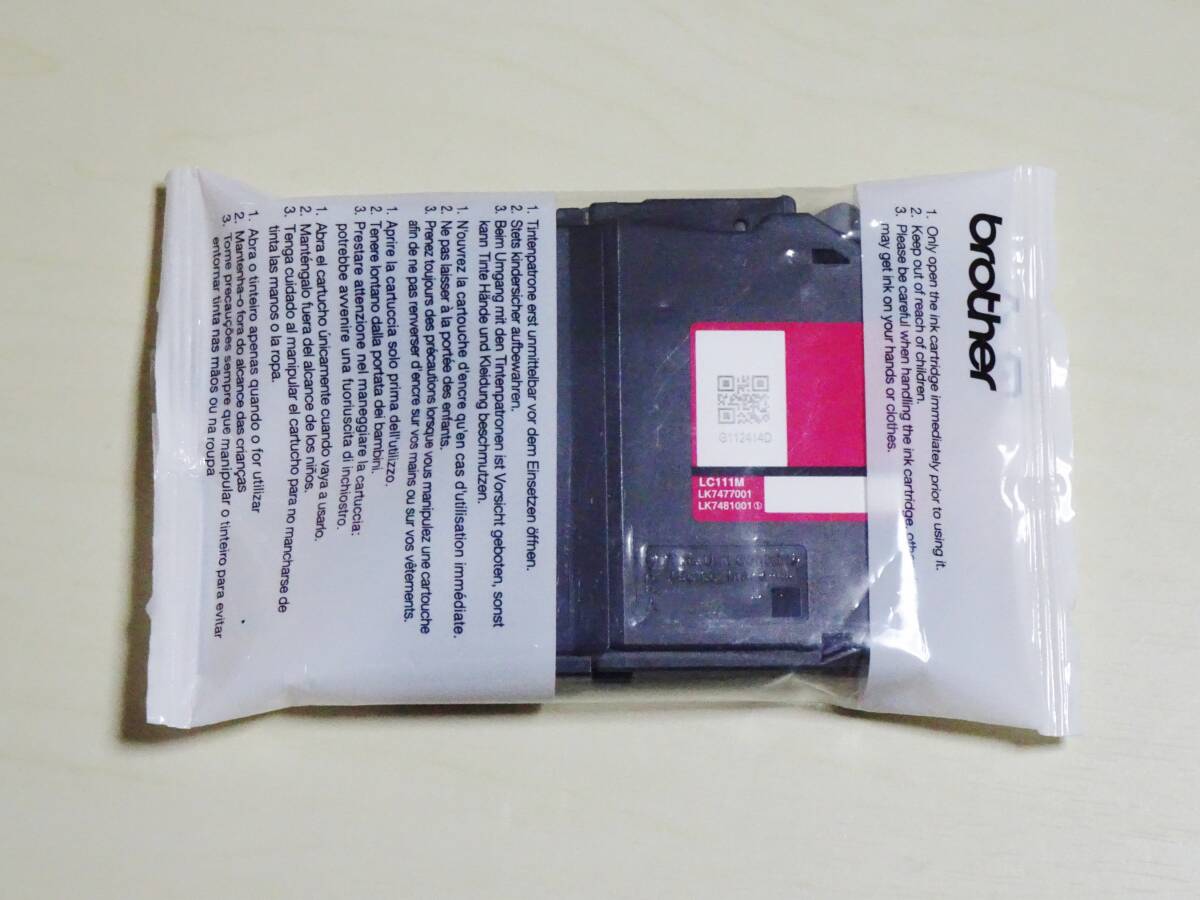 brother
1. Only open the ink cartridge immediately prior to using it.
2. Keep out of reach of children.
3. Please be careful when handling the ink cartridge,
may get ink on your hands or clothes.
G112414D
LC111M
LK7477001
LK7481001①
1. Tintenpatrone erst unmittelbar vor dem Einsetzen öffnen.
2. Stets kindersicher aufbewahren.
3. Beim Umgang mit den Tintenpatronen ist Vorsicht geboten, sonst
kann Tinte Hände und Kleidung beschmutzen.
1. N'ouvrez la cartouche d'encre qu'en cas d'utilisation immédiate.
2. Ne pas laisser à la portée des enfants.
3. Prenez toujours des précautions lorsque vous manipulez une cartouche
afin de ne pas renverser d'encre sur vos mains ou sur vos vêtements.
1. Aprire la cartuccia solo prima dell'utilizzo.
2. Tenere lontano dalla portata dei bambini.
3. Prestare attenzione nel maneggiare la cartuccia:
potrebbe avvenire una fuoriuscita di inchiostro.
1. Abra el cartucho únicamente cuando vaya a usarlo.
2. Manténgalo fuera del alcance de los niños.
3. Tenga cuidado al manipular el cartucho para no mancharse de
tinta las manos o la ropa.
1. Abra o tinteiro apenas quando o for utilizar
2. Mantenha-o fora do alcance das crianças
3. Tome precauções sempre que manipular o tinteiro para evitar
entornar tinta nas mãos ou na roupa